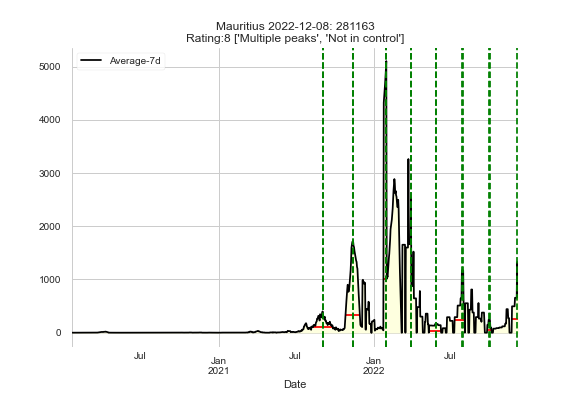 Mauritius 2022-12-08: 281163
Rating:8 ['Multiple peaks', 'Not in control']
Average-7d
5000
4000
3000
2000
1000
0
Jul
Jan
2021
Jul
Jan
2022
Jul
Date